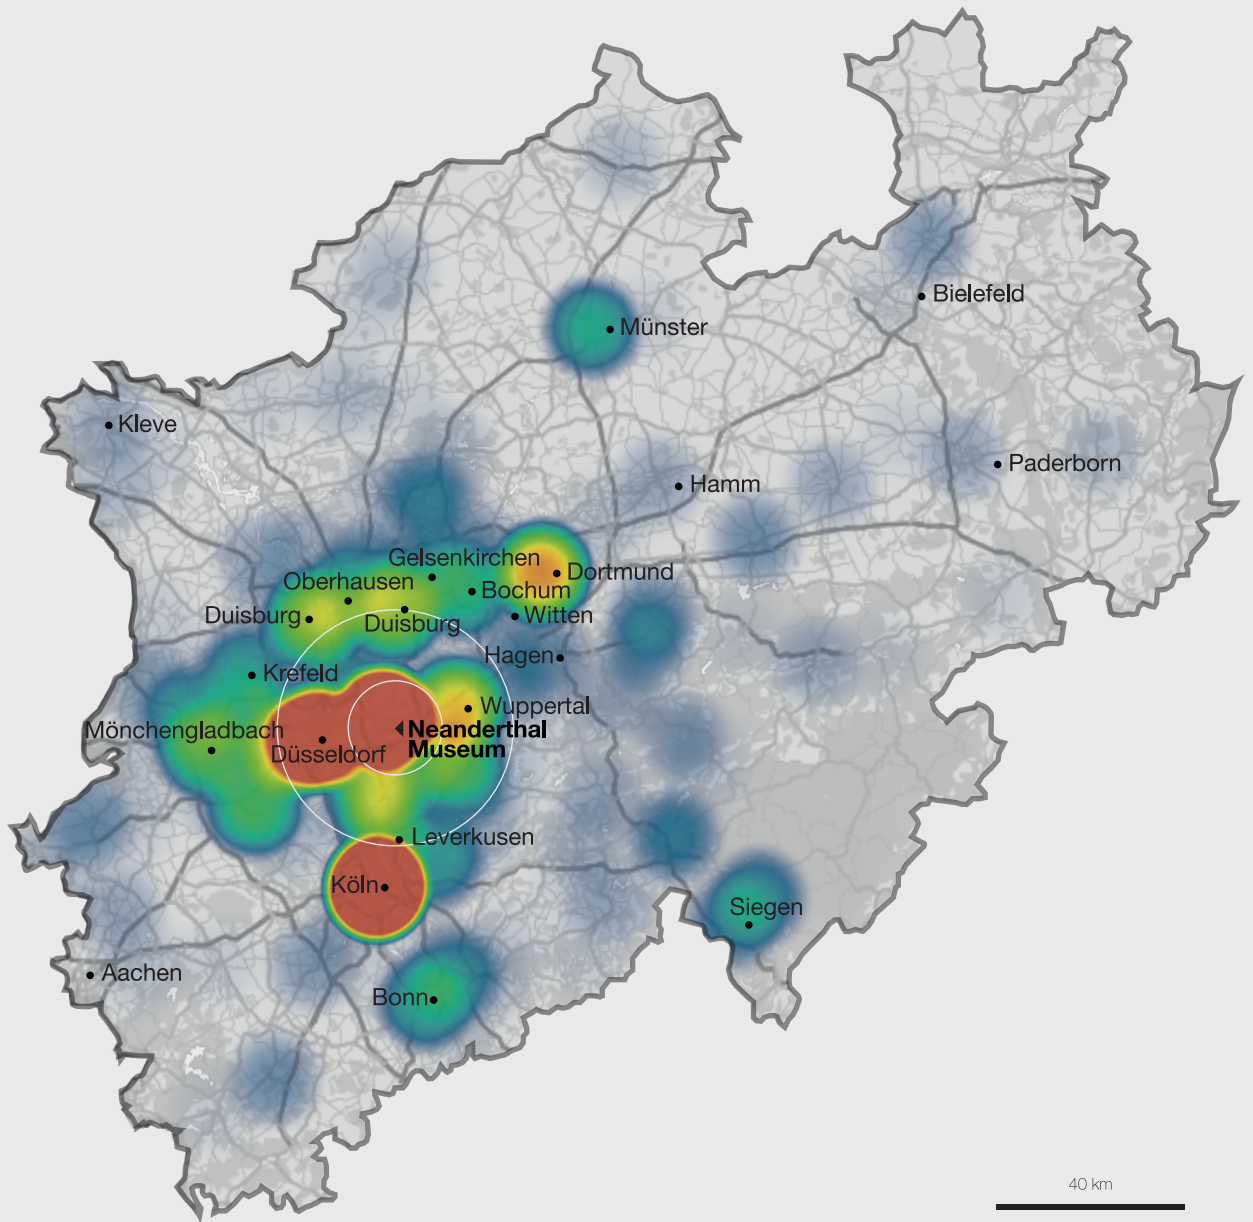 Bielefeld
Münster
Kleve
Paderborn
Hamm
Gelsenkirchen
Dortmund
Oberhausen
Bochum
Duisburg
Witten
Duisburg
Hagen
Krefeld
Wuppertal
Mönchengladbach
Neanderthal
Museum
Düsseldorf
Leverkusen
Köln
Siegen
Aachen
Bonn
40 km